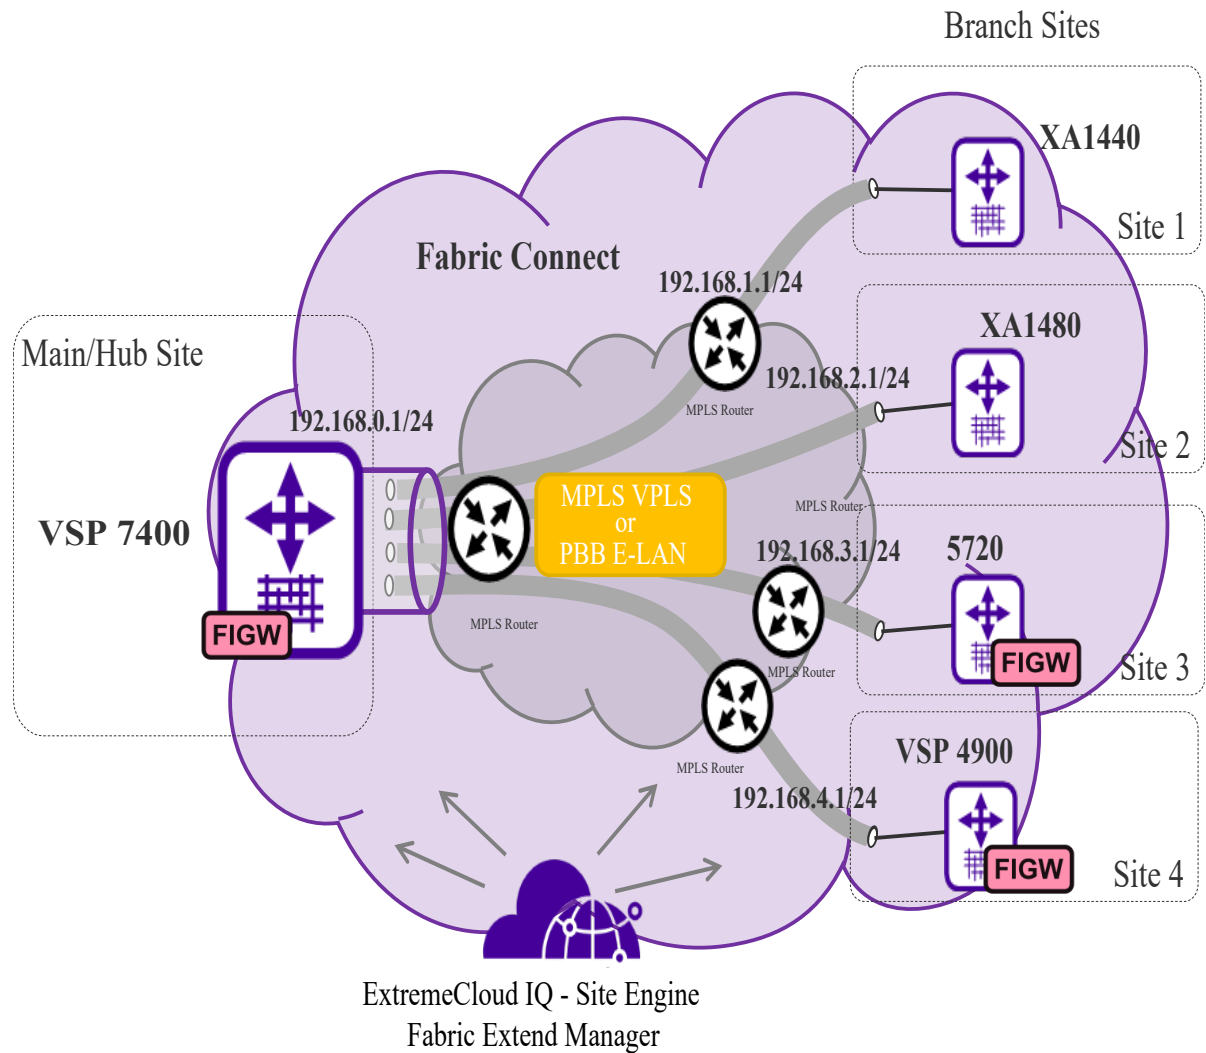 Branch Sites
XA1440
Site 1
Fabric Connect
192.168.1.1/24
XA1480
Main/Hub Site
192.168.2.1/24
MPLS Router
192.168.0.1/24
Site 2
MPLS VPLS
or
PBB E-LAN
MPLS Router
VSP 7400
192.168.3.1/24
5720
FIGW
MPLS Router
FIGW
Site 3
MPLS Router
VSP 4900
MPLS Router
192.168.4.1/24
FIGW
Site 4
ExtremeCloud IQ - Site Engine
Fabric Extend Manager